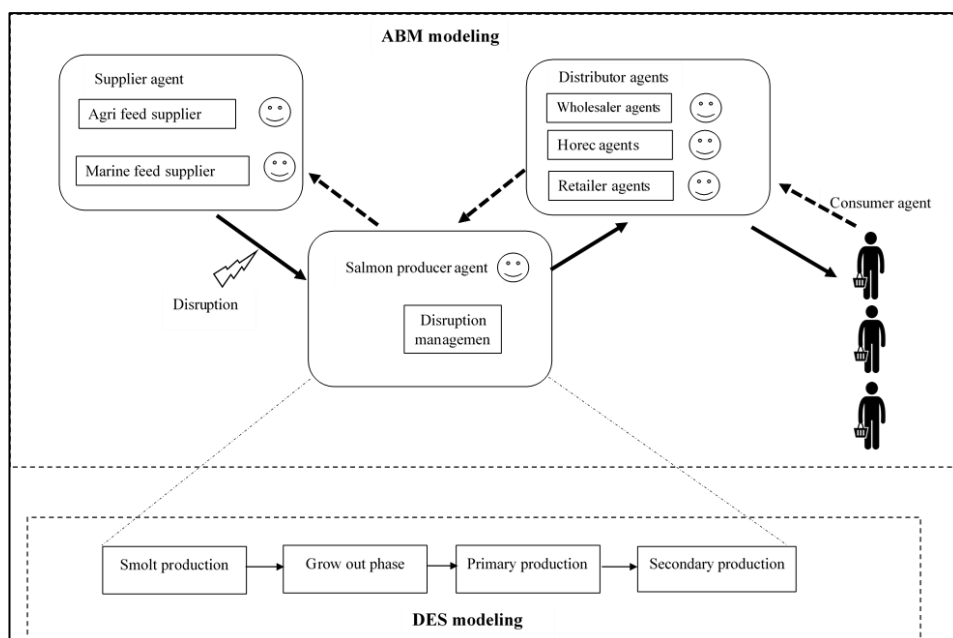 ABM modeling
Supplier agent
Agri feed supplier
Marine feed supplier
Distributor agents
Wholesaler agents
Horec agents
Retailer agents
Consumer agent
Disruption
Salmon producer agent
Disruption
managemen
Smolt production
Grow out phase
Primary production
Secondary production
DES modeling